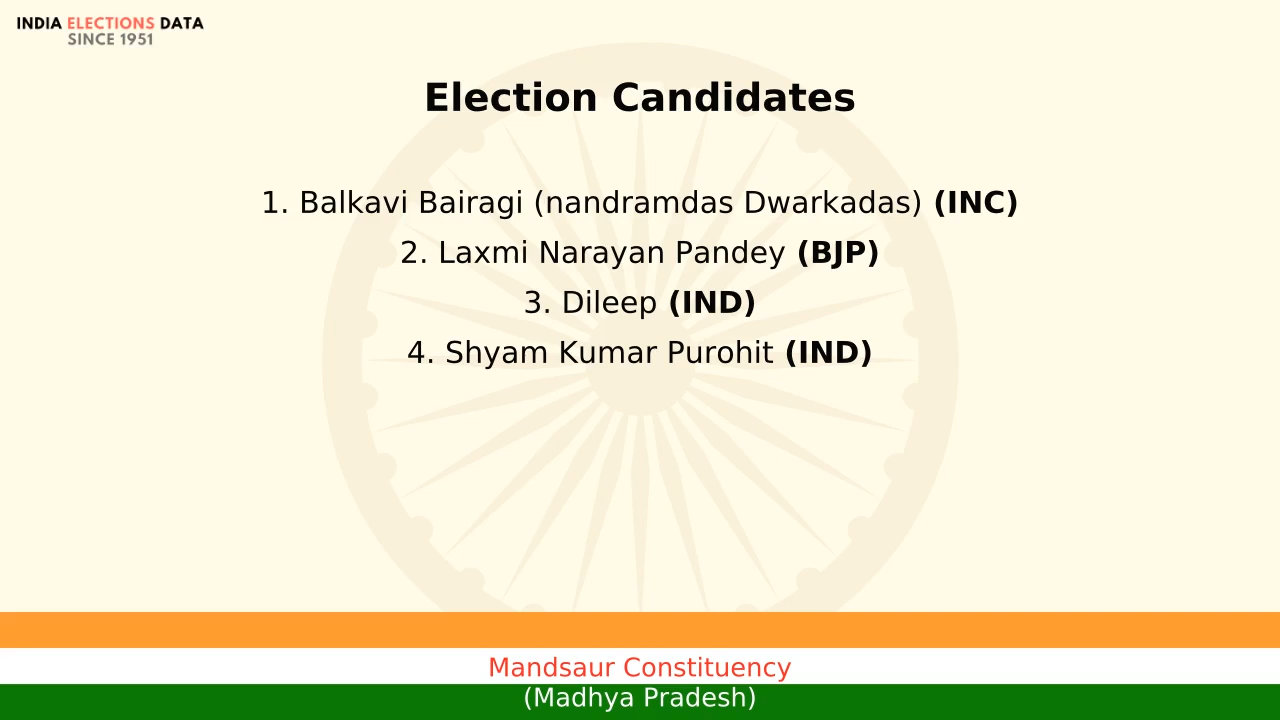 INDIA ELECTIONS DATA
SINCE 1951
Election Candidates
1. Balkavi Bairagi (nandramdas Dwarkadas) (INC)
2. Laxmi Narayan Pandey (BJP)
3. Dileep (IND)
4. Shyam Kumar Purohit (IND)
Mandsaur Constituency
(Madhya Pradesh)